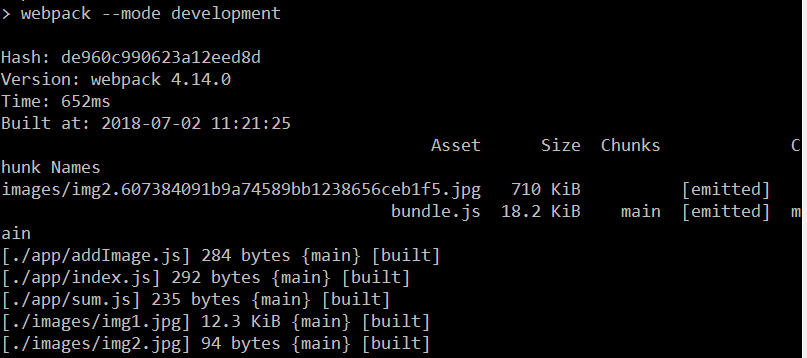 > webpack --mode development
Hash: de960c990623a12eed8d
Version: webpack 4.14.0
Time: 652ms
Built at: 2018-07-02 11:21:25
Asset Size Chunks C
hunk Names
images/img2.607384091b9a74589bb1238656ceb1f5.jpg 710 KiB [emitted]
bundle.js 18.2 KiB main [emitted] m
ain
[./app/addImage.js] 284 bytes {main} [built]
[./app/index.js] 292 bytes {main} [built]
[./app/sum.js] 235 bytes {main} [built]
[./images/img1.jpg] 12.3 KiB {main} [built]
[./images/img2.jpg] 94 bytes {main} [built]